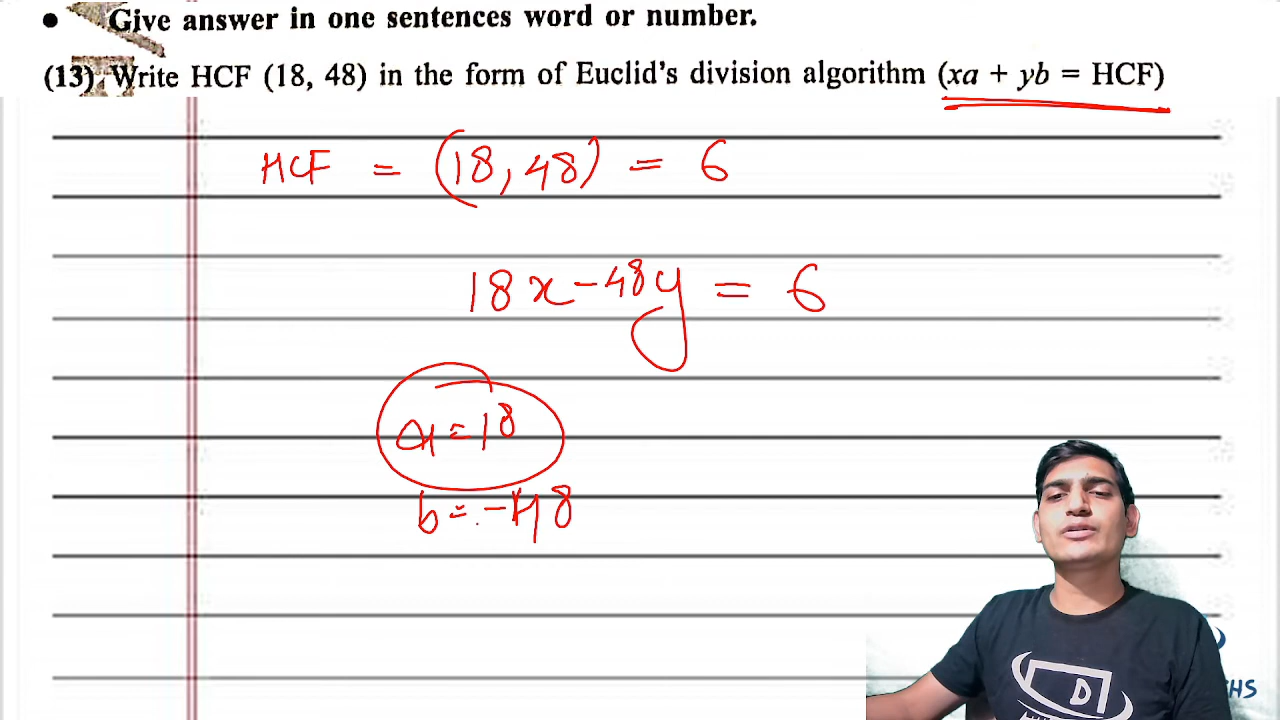 • Give answer in one sentences word or number.
(13) Write HCF (18, 48) in the form of Euclid's division algorithm (xa + yb = HCF)
HCF = (18, 48) = 6
18x - 48y = 6
a = 18
b = -48
D
HS